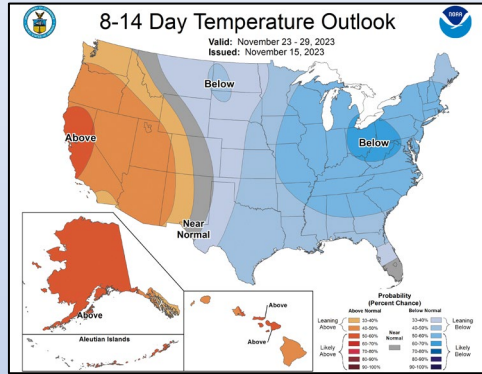 8-14 Day Temperature Outlook
Valid: November 23 - 29, 2023
Issued: November 15, 2023
NOAA
Below
Above
Below
Near
Normal
Above
Aleutian Islands
Above
Above
Probability
(Percent Chance)
Above Normal
Below Normal
Leaning
Above
33-40%
40-50%
Near
Normal
33-40%
40-50%
Leaning
Below
Likely
Above
50-60%
60-70%
70-80%
80-90%
90-100%
50-60%
60-70%
70-80%
80-90%
90-100%
Likely
Below